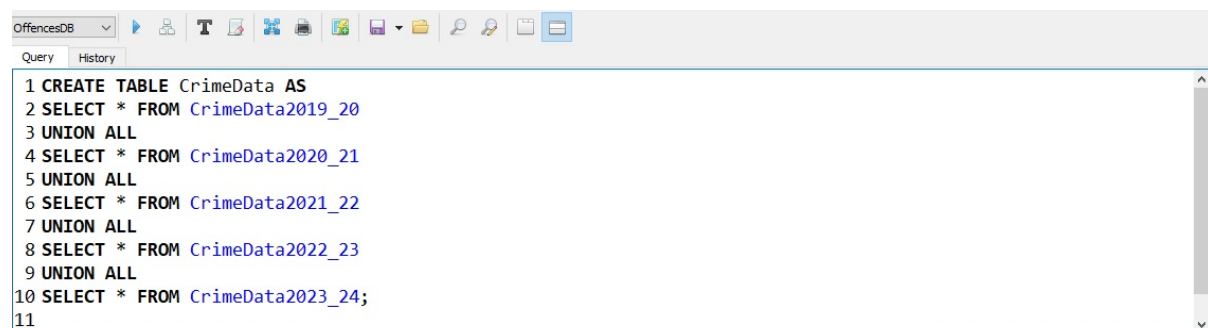 OffencesDB
Query History
1 CREATE TABLE CrimeData AS
2 SELECT * FROM CrimeData2019_20
3 UNION ALL
4 SELECT * FROM CrimeData2020_21
5 UNION ALL
6 SELECT * FROM CrimeData2021_22
7 UNION ALL
8 SELECT * FROM CrimeData2022_23
9 UNION ALL
10 SELECT * FROM CrimeData2023_24;
11